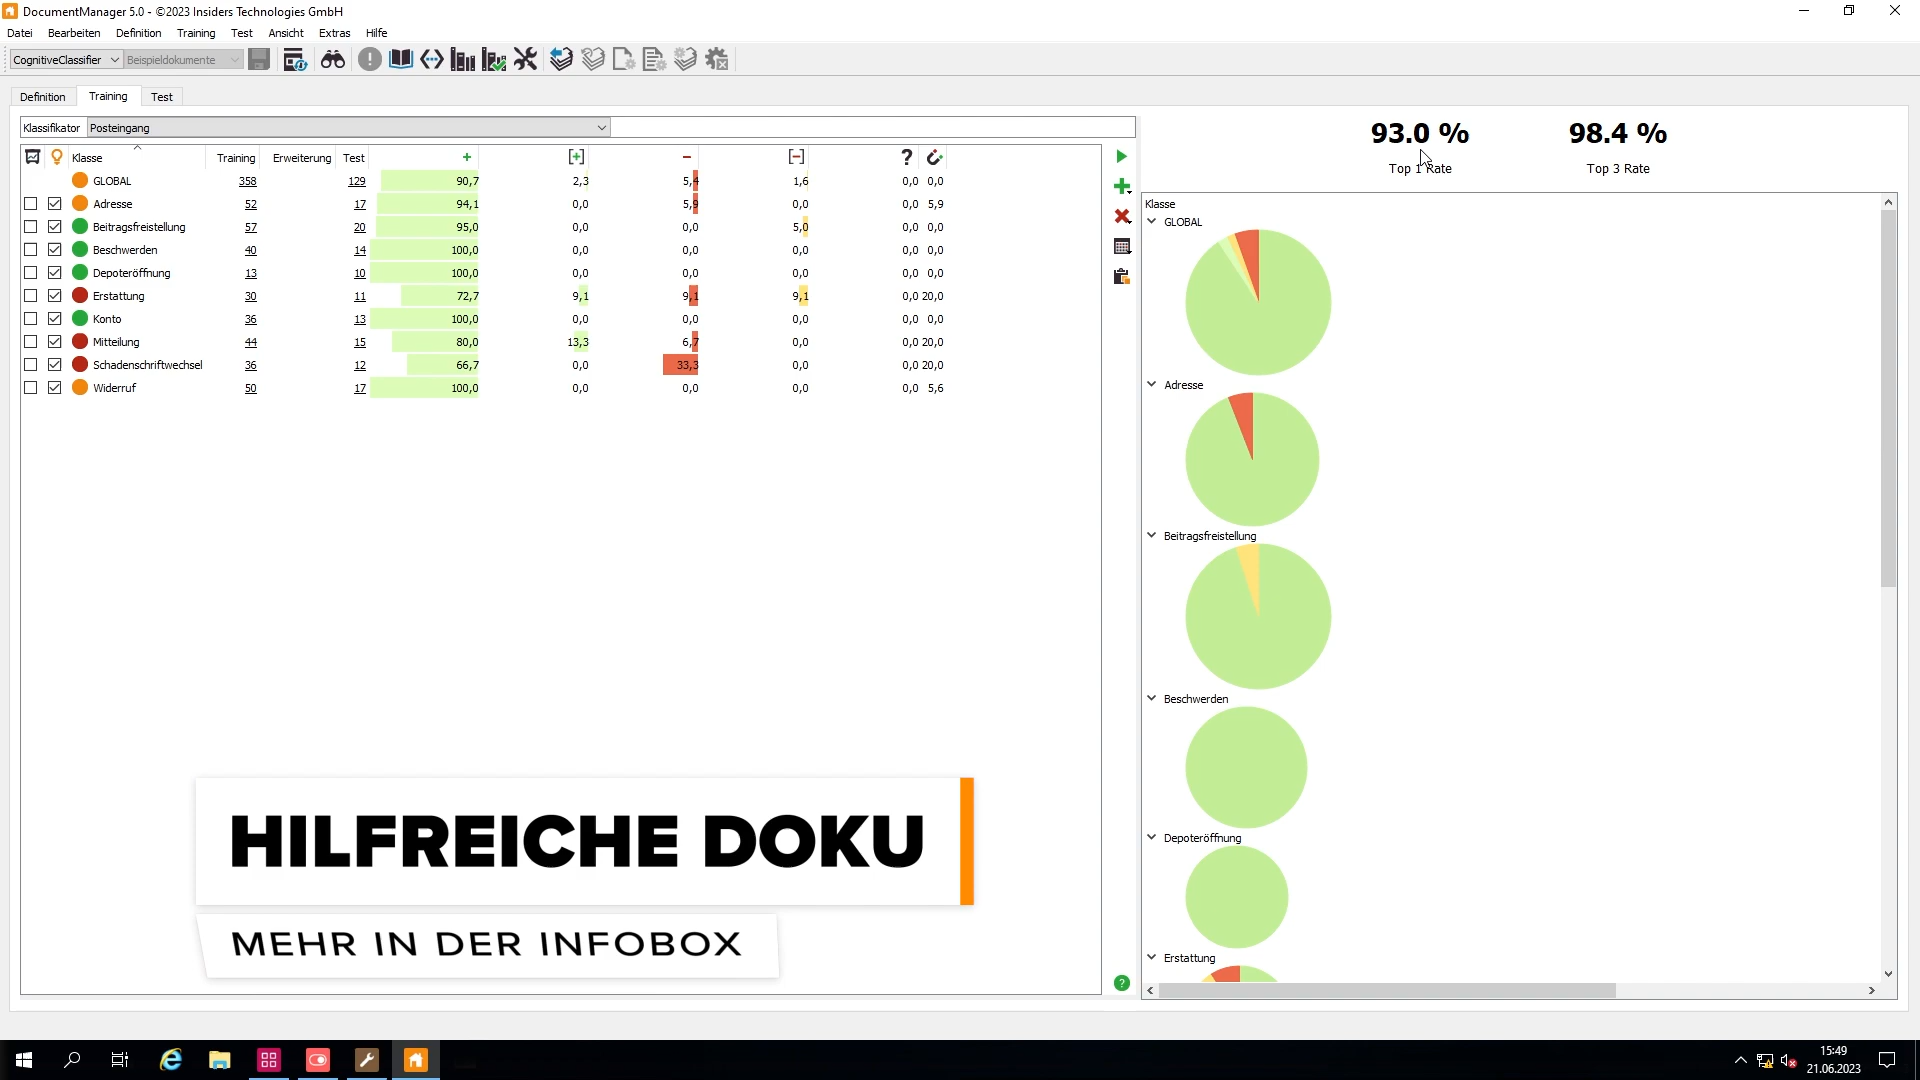 DocumentManager 5.0 - ©2023 Insiders Technologies GmbH
Datei Bearbeiten Definition Training Test Ansicht Extras Hilfe
CognitiveClassifier Beispieldokumente
Definition Training Test
Klassifikator Posteingang
93.0 % 98.4 %
Top 1 Rate Top 3 Rate
Klasse Training Erweiterung Test + [+] − [−] ?
GLOBAL 358 129 90,7 2,3 5,4 1,6 0,0 0,0
Adresse 52 17 94,1 0,0 5,9 0,0 0,0 5,9
Beitragsfreistellung 57 20 95,0 0,0 0,0 5,0 0,0 0,0
Beschwerden 40 14 100,0 0,0 0,0 0,0 0,0 0,0
Depoteröffnung 13 10 100,0 0,0 0,0 0,0 0,0 0,0
Erstattung 30 11 72,7 9,1 9,1 9,1 0,0 20,0
Konto 36 13 100,0 0,0 0,0 0,0 0,0 0,0
Mitteilung 44 15 80,0 13,3 6,7 0,0 0,0 20,0
Schadenschriftwechsel 36 12 66,7 0,0 33,3 0,0 0,0 20,0
Widerruf 50 17 100,0 0,0 0,0 0,0 0,0 5,6
Klasse
GLOBAL
Adresse
Beitragsfreistellung
Beschwerden
Depoteröffnung
Erstattung
HILFREICHE DOKU
MEHR IN DER INFOBOX
?
15:49
21.06.2023